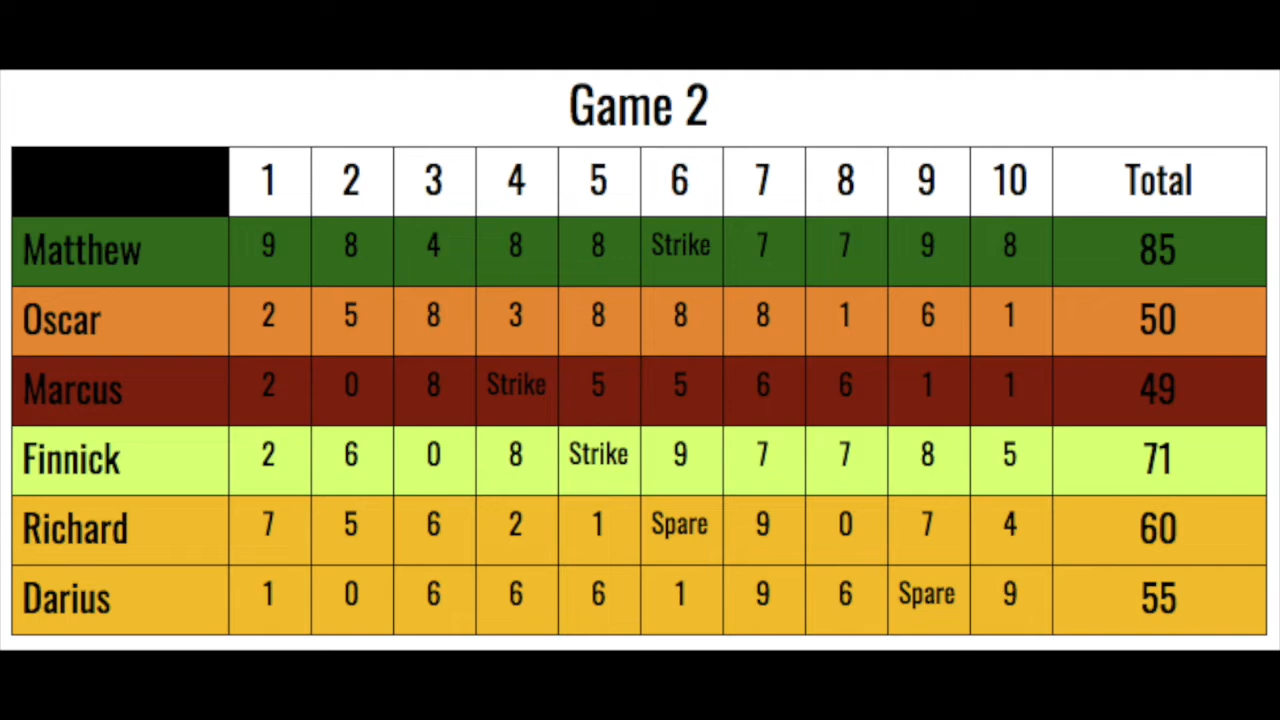 Game 2
1 2 3 4 5 6 7 8 9 10 Total
Matthew 9 8 4 8 8 Strike 7 7 9 8 85
Oscar 2 5 8 3 8 8 8 1 6 1 50
Marcus 2 0 8 Strike 5 5 6 6 1 1 49
Finnick 2 6 0 8 Strike 9 7 7 8 5 71
Richard 7 5 6 2 1 Spare 9 0 7 4 60
Darius 1 0 6 6 6 1 9 6 Spare 9 55